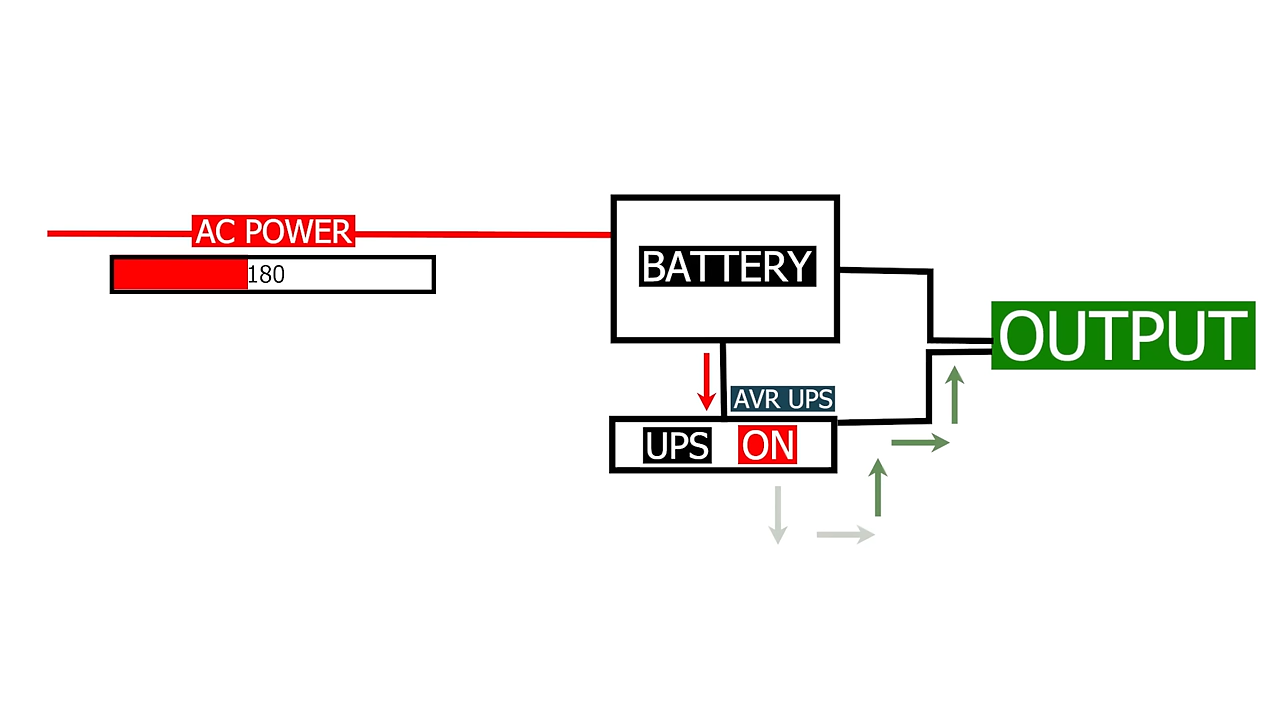 AC POWER
180
BATTERY
OUTPUT
AVR UPS
UPS ON